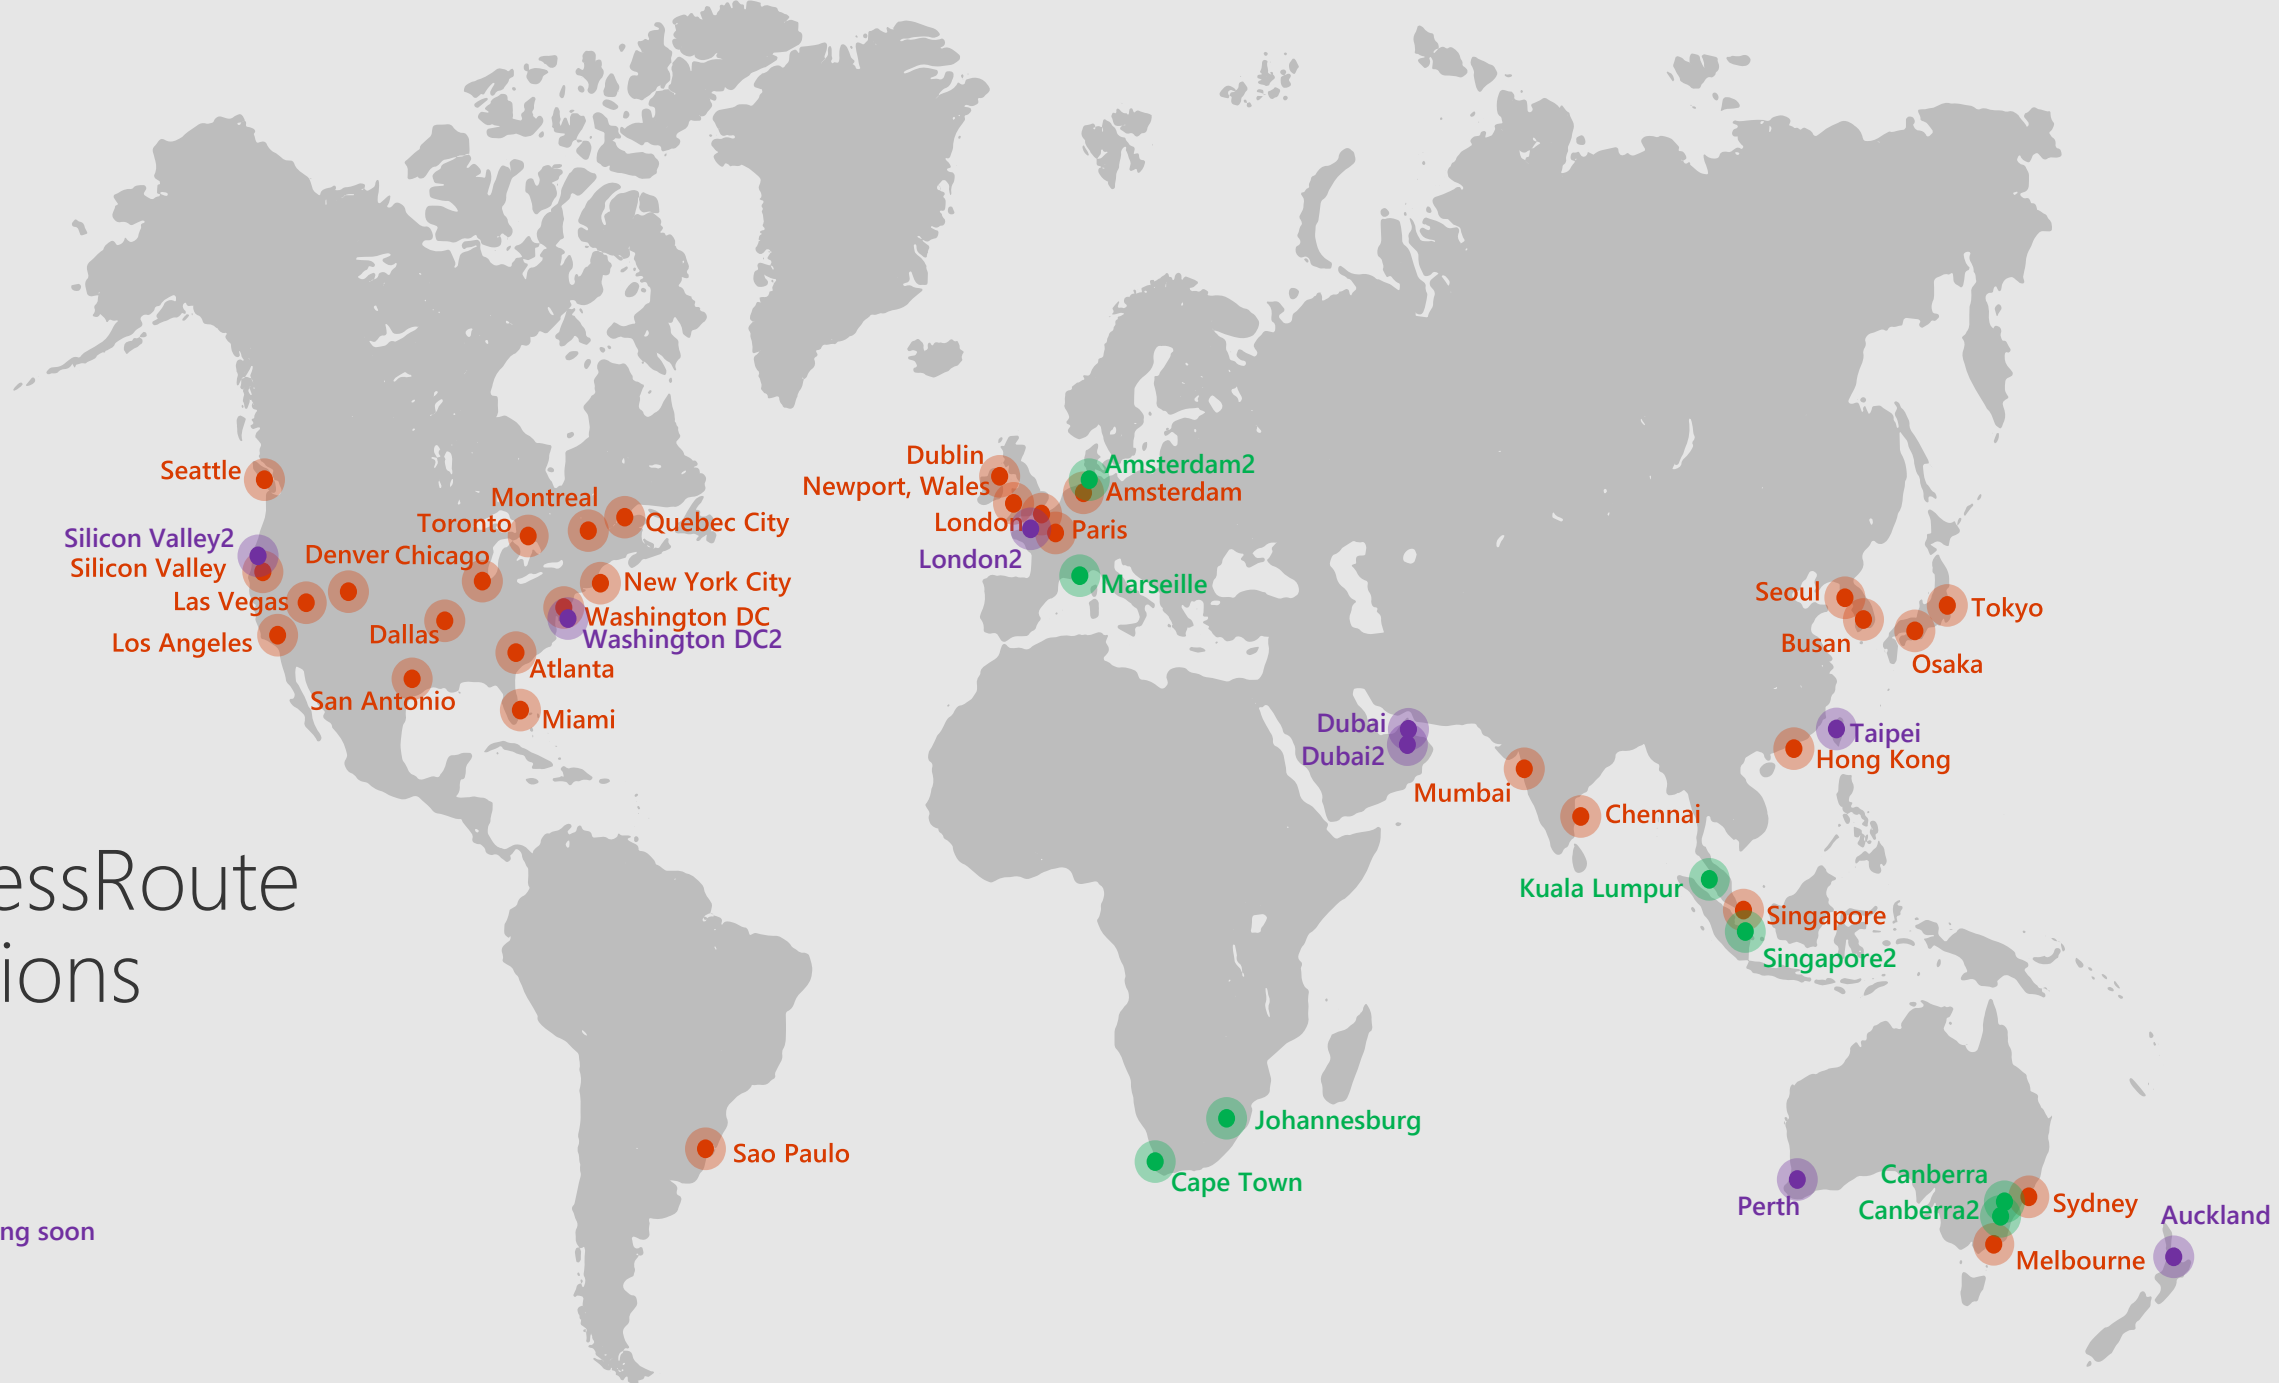 Dublin
Amsterdam2
Seattle
Newport, Wales
Amsterdam
Montreal
Toronto
Quebec City
London
Paris
Silicon Valley2
Denver
Chicago
London2
Silicon Valley
New York City
Marseille
Las Vegas
Seoul
Tokyo
Washington DC
Dallas
Washington DC2
Los Angeles
Busan
Atlanta
Osaka
San Antonio
Miami
Dubai
Taipei
Dubai2
Hong Kong
Mumbai
Chennai
essRoute
Kuala Lumpur
Singapore
ions
Singapore2
Johannesburg
Sao Paulo
Cape Town
Canberra
Perth
Canberra2
Sydney
Auckland
ng soon
Melbourne